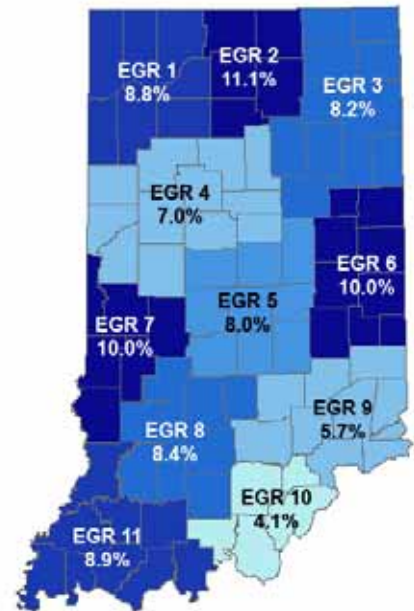 EGR 1
8.8%
EGR 2
11.1%
EGR 3
8.2%
EGR 4
7.0%
EGR 5
8.0%
EGR 6
10.0%
EGR 7
10.0%
EGR 8
8.4%
EGR 9
5.7%
EGR 10
4.1%
EGR 11
8.9%